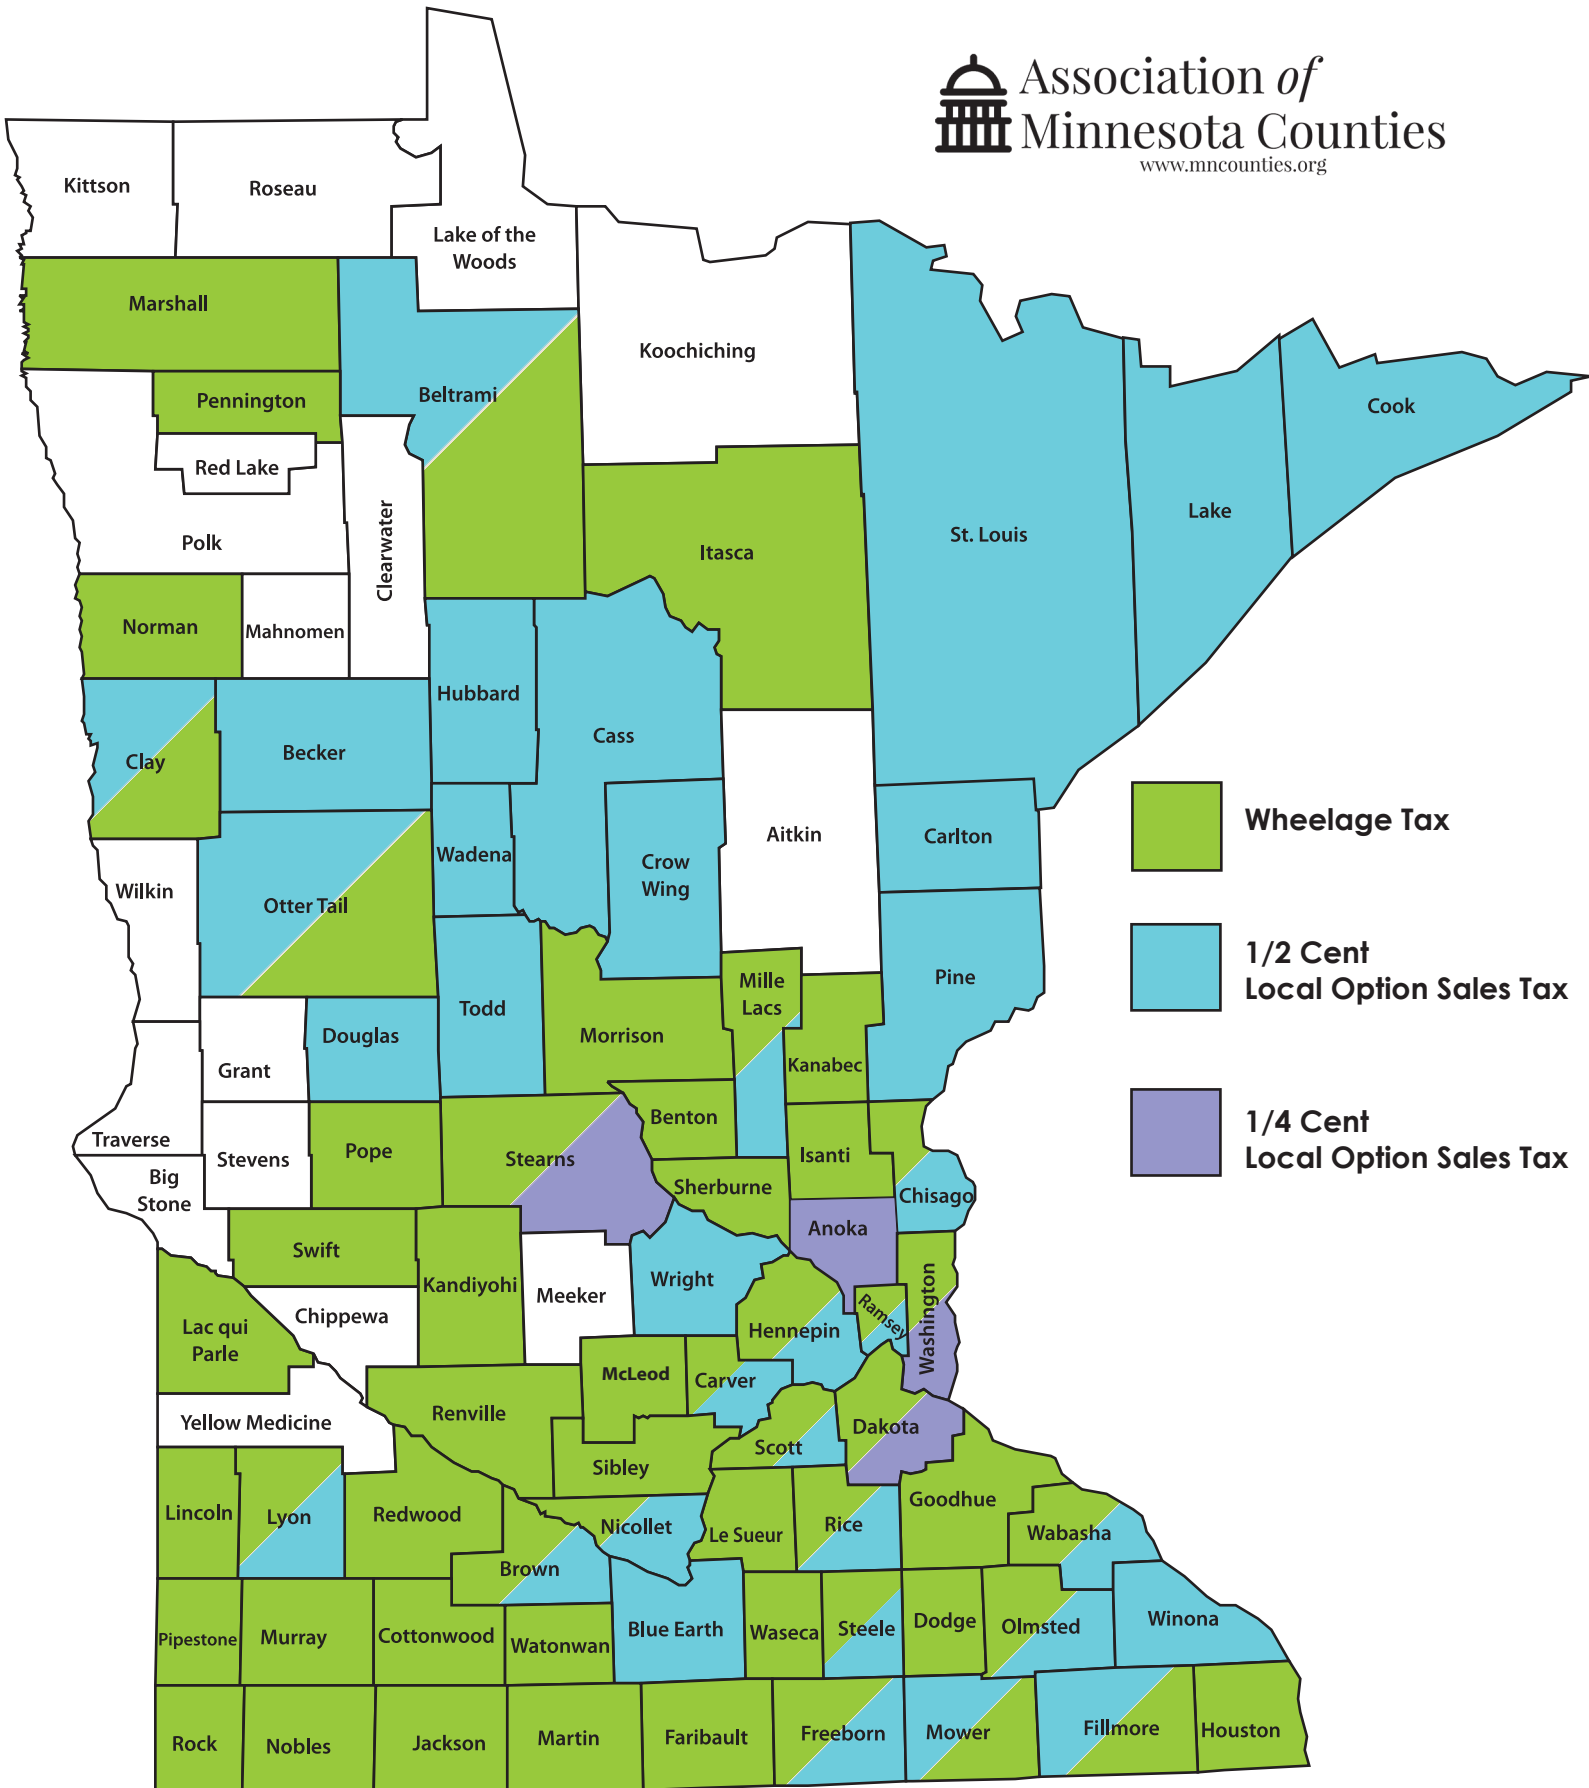 Association of
Minnesota Counties
www.mncounties.org
Kittson
Roseau
Lake of the
Woods
Marshall
Koochiching
Beltrami
Pennington
Cook
Red Lake
Lake
St. Louis
Polk
Clearwater
Itasca
Norman
Mahnomen
Hubbard
Cass
Becker
Clay
Wheelage Tax
Aitkin
Carlton
Wadena
Crow
Wing
Wilkin
Otter Tail
1/2 Cent
Local Option Sales Tax
Pine
Mille
Lacs
Todd
Morrison
Douglas
Kanabec
Grant
Benton
1/4 Cent
Local Option Sales Tax
Traverse
Pope
Stearns
Isanti
Stevens
Big
Stone
Sherburne
Chisago
Anoka
Swift
Wright
Kandiyohi
Meeker
Washington
Ramsey
Chippewa
Hennepin
Lac qui
Parle
McLeod
Carver
Renville
Yellow Medicine
Dakota
Scott
Sibley
Goodhue
Lincoln
Lyon
Redwood
Nicollet
Le Sueur
Rice
Wabasha
Brown
Winona
Pipestone
Murray
Cottonwood
Watonwan
Blue Earth
Waseca
Steele
Dodge
Olmsted
Rock
Nobles
Jackson
Martin
Faribault
Freeborn
Mower
Fillmore
Houston